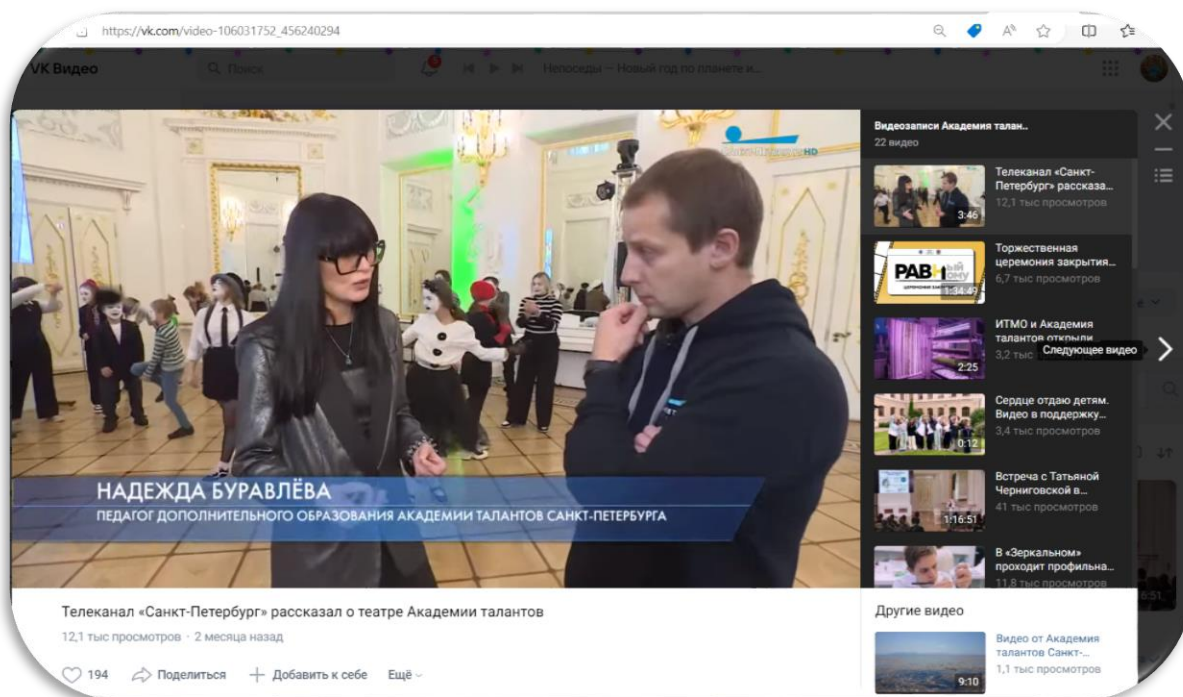 https://vk.com/video-106031752_456240294
VK Видео
Поиск
Непоседы – Новый год по планете и...
HD
НАДЕЖДА БУРАВЛЁВА
ПЕДАГОГ ДОПОЛНИТЕЛЬНОГО ОБРАЗОВАНИЯ АКАДЕМИИ ТАЛАНТОВ САНКТ-ПЕТЕРБУРГА
Телеканал «Санкт-Петербург» рассказал о театре Академии талантов
12,1 тыс просмотров · 2 месяца назад
194
Поделиться
Добавить к себе
Ещё
Видеозаписи Академия талан..
22 видео
Телеканал «Санкт-
Петербург» рассказа...
12,1 тыс просмотров
3:46
Торжественная
церемония закрытия...
6,7 тыс просмотров
РАВНЫЙ
1:34:49
ИТМО и Академия
талантов открыли
3,2 тыс
2:25
Следующее видео
Сердце отдаю детям.
Видео в поддержку...
3,4 тыс просмотров
0:12
Встреча с Татьяной
Черниговской в...
41 тыс просмотров
1:16:51
В «Зеркальном»
проходит профильна...
11,8 тыс просмотров
Другие видео
Видео от Академия
талантов Санкт-...
1,1 тыс просмотров
9:10